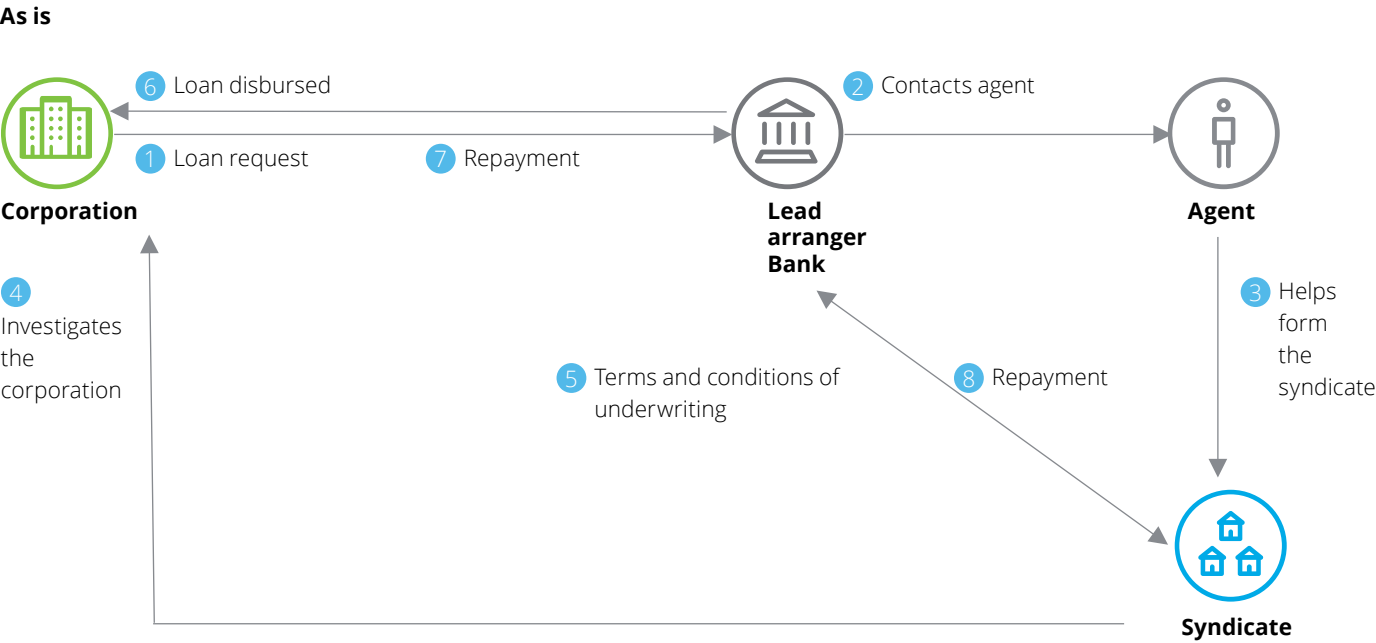 As is
6 Loan disbursed
2 Contacts agent
1 Loan request
7 Repayment
Corporation
Lead
arranger
Bank
Agent
4
Investigates
the
corporation
3 Helps
form
the
syndicate
5 Terms and conditions of
underwriting
8 Repayment
Syndicate